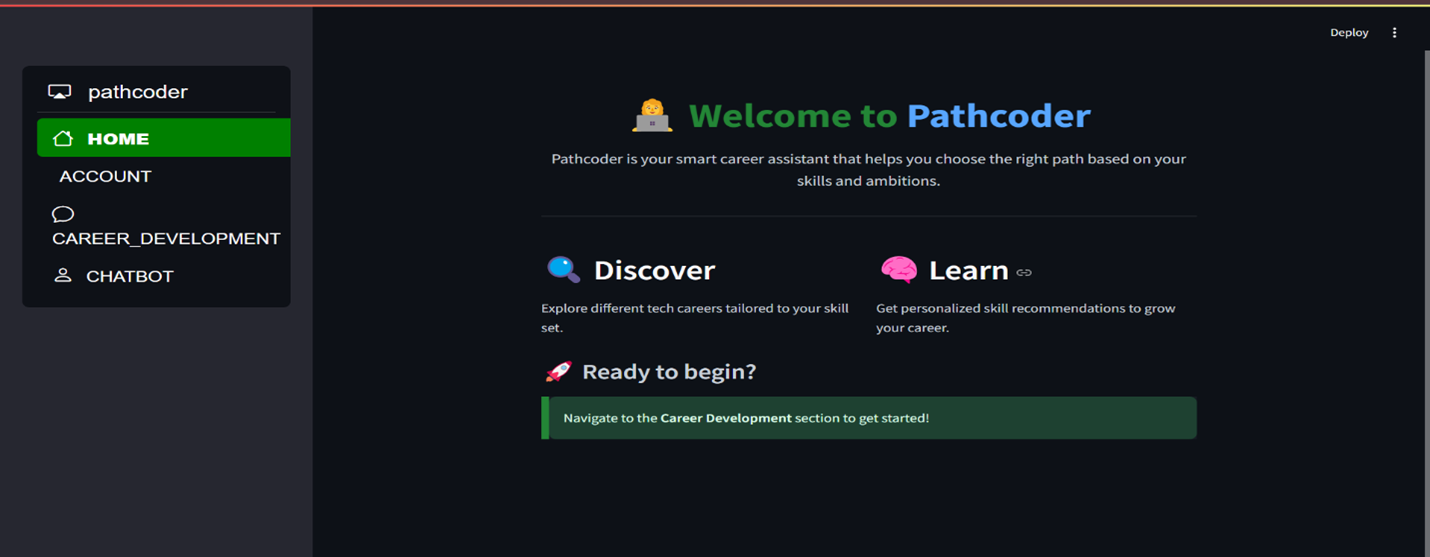 Deploy
pathcoder
HOME
ACCOUNT
CAREER_DEVELOPMENT
CHATBOT
Welcome to Pathcoder
Pathcoder is your smart career assistant that helps you choose the right path based on your
skills and ambitions.
Discover
Explore different tech careers tailored to your skill
set.
Learn
Get personalized skill recommendations to grow
your career.
Ready to begin?
Navigate to the Career Development section to get started!